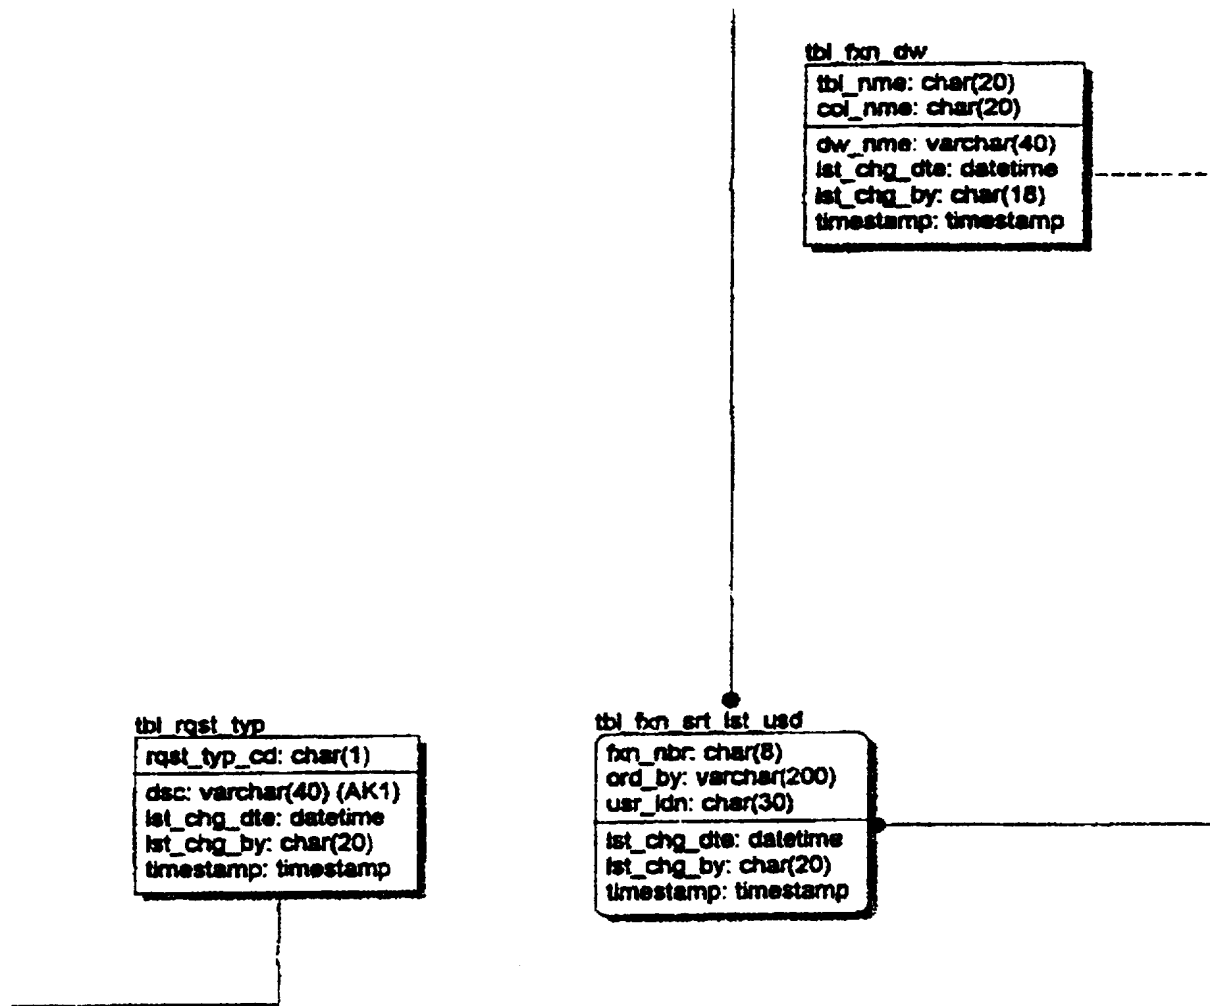 tbl_fxn_dw
tbl_nme: char(20)
col_nme: char(20)
dw_nme: varchar(40)
lst_chg_dte: datetime
lst_chg_by: char(18)
timestamp: timestamp
tbl_rqst_typ
rqst_typ_cd: char(1)
dsc: varchar(40) (AK1)
lst_chg_dte: datetime
lst_chg_by: char(20)
timestamp: timestamp
tbl_fxn_srt_lst_usd
fxn_nbr: char(8)
ord_by: varchar(200)
usr_idn: char(30)
lst_chg_dte: datetime
lst_chg_by: char(20)
timestamp: timestamp